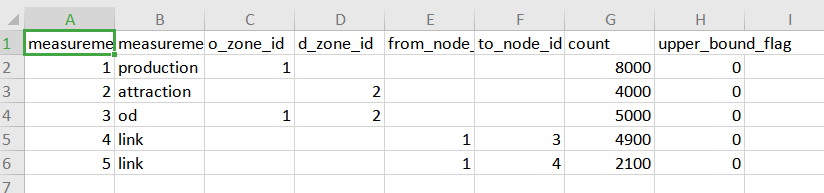 A B C D E F G H I
1 measureme measureme o_zone_id d_zone_id from_node_ to_node_id count upper_bound_flag
2 1 production 1 8000 0
3 2 attraction 2 4000 0
4 3 od 1 2 5000 0
5 4 link 1 3 4900 0
6 5 link 1 4 2100 0
7